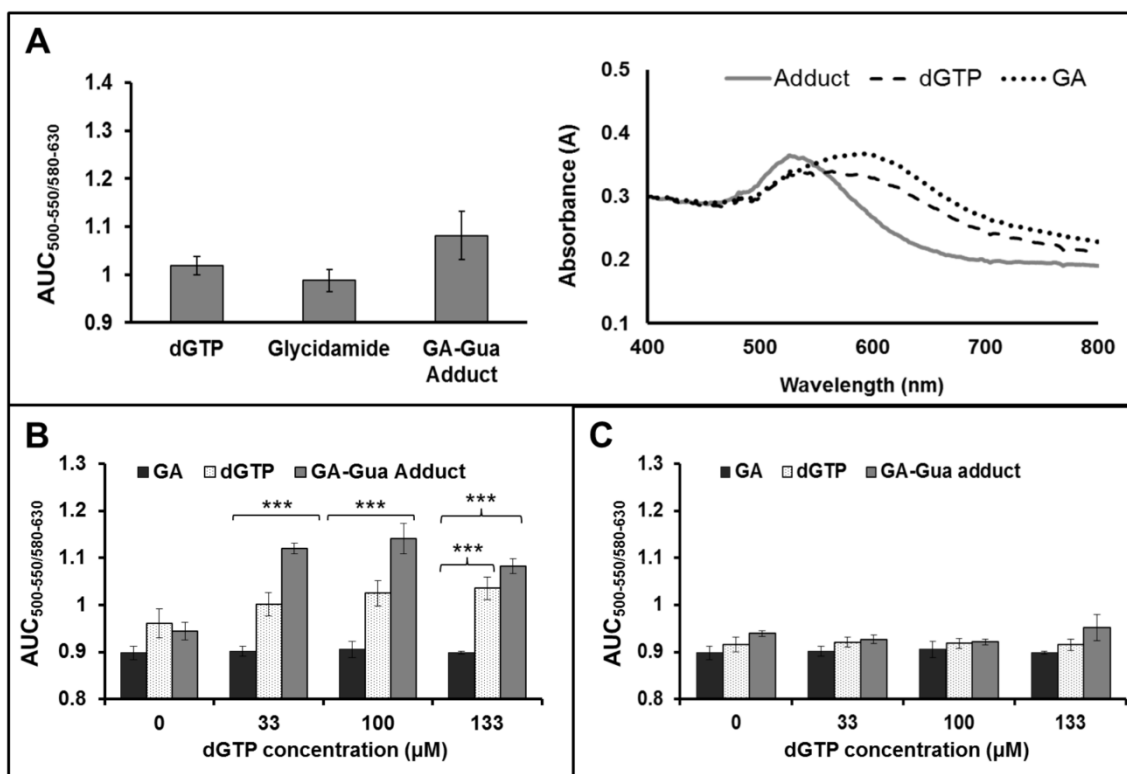 A
AUC500-550/580-630
1.4
1.3
1.2
1.1
1
0.9
dGTP
Glycidamide
GA-Gua
Adduct
Adduct
dGTP
GA
Absorbance (A)
0.5
0.4
0.3
0.2
0.1
400
500
600
700
800
Wavelength (nm)
B
AUC500-550/580-630
GA
dGTP
GA-Gua Adduct
1.3
1.2
1.1
1
0.9
0.8
***
***
***
***
0
33
100
133
dGTP concentration (µM)
C
AUC500-550/580-630
GA
dGTP
GA-Gua adduct
1.3
1.2
1.1
1
0.9
0.8
0
33
100
133
dGTP concentration (µM)